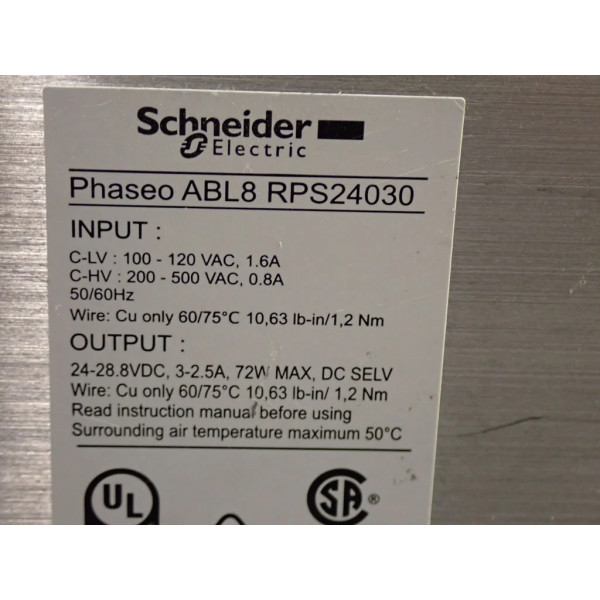 Schneider
Electric
Phaseo ABL8 RPS24030
INPUT :
C-LV : 100 - 120 VAC, 1.6A
C-HV : 200 - 500 VAC, 0.8A
50/60Hz
Wire: Cu only 60/75°C 10,63 lb-in/1,2 Nm
OUTPUT :
24-28.8VDC, 3-2.5A, 72W MAX, DC SELV
Wire: Cu only 60/75°C 10,63 lb-in/ 1,2 Nm
Read instruction manual before using
Surrounding air temperature maximum 50°C
UL SA ®